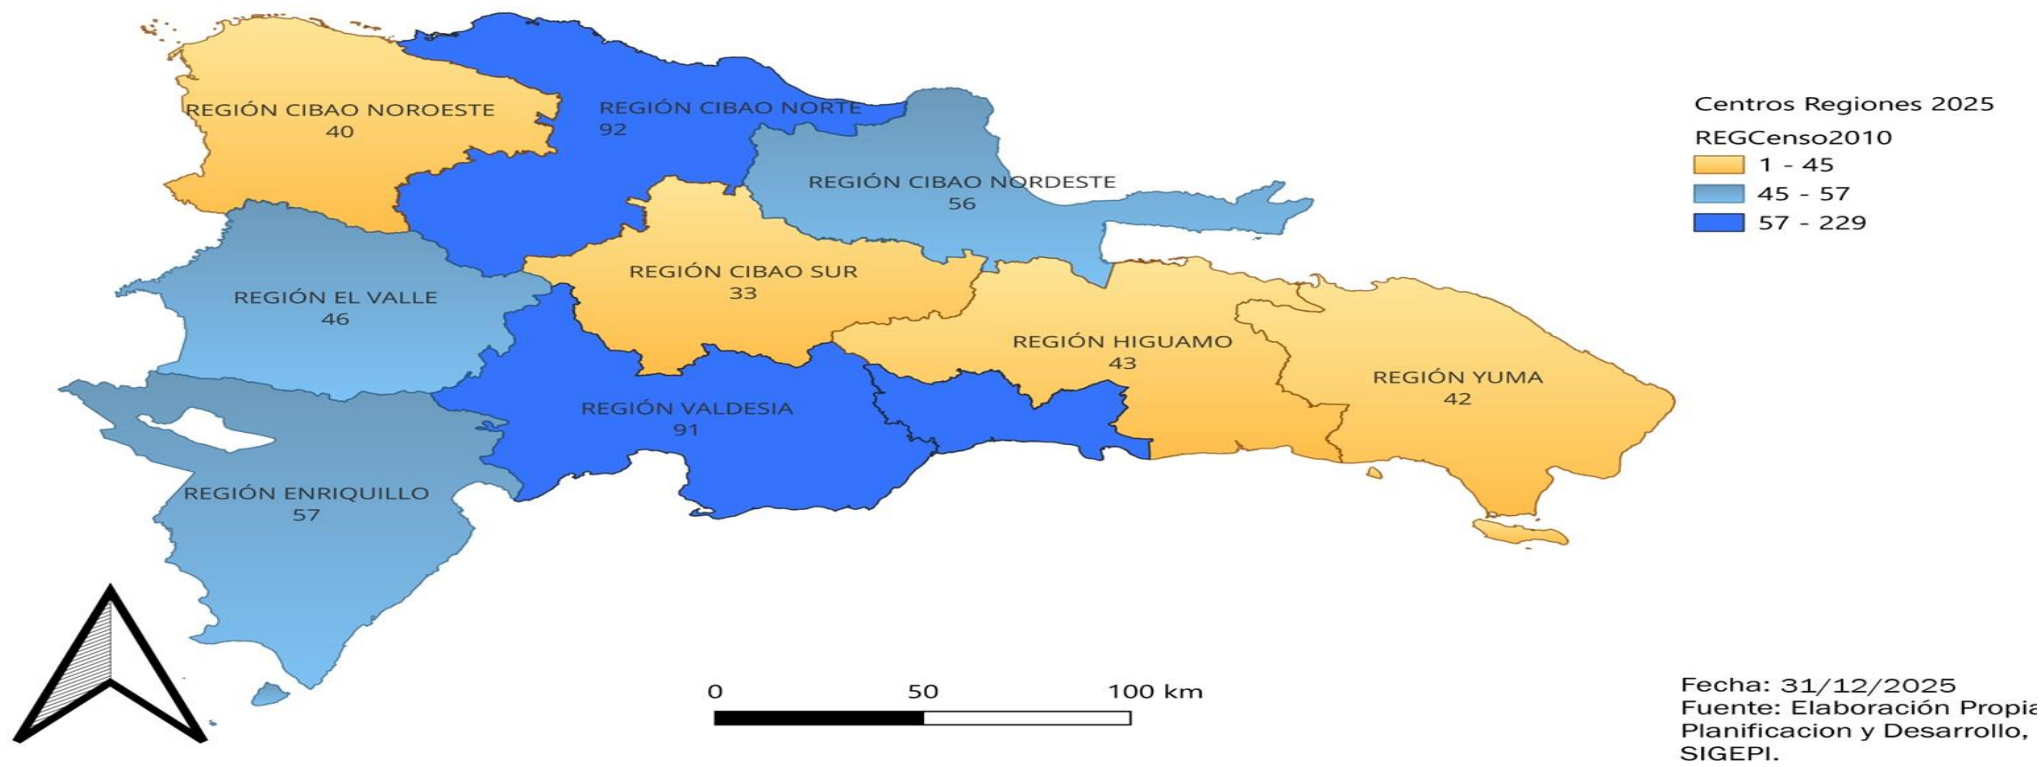 REGIÓN CIBAO NOROESTE
40
REGIÓN CIBAO NORTE
92
REGIÓN CIBAO NORDESTE
56
REGIÓN CIBAO SUR
33
REGIÓN EL VALLE
46
REGIÓN HIGUAMO
43
REGIÓN YUMA
42
REGIÓN VALDESIA
91
REGIÓN ENRIQUILLO
57
Centros Regiones 2025
REGCenso2010
1 - 45
45 - 57
57 - 229
0 50 100 km
Fecha: 31/12/2025
Fuente: Elaboración Propia
Planificacion y Desarrollo,
SIGEPI.